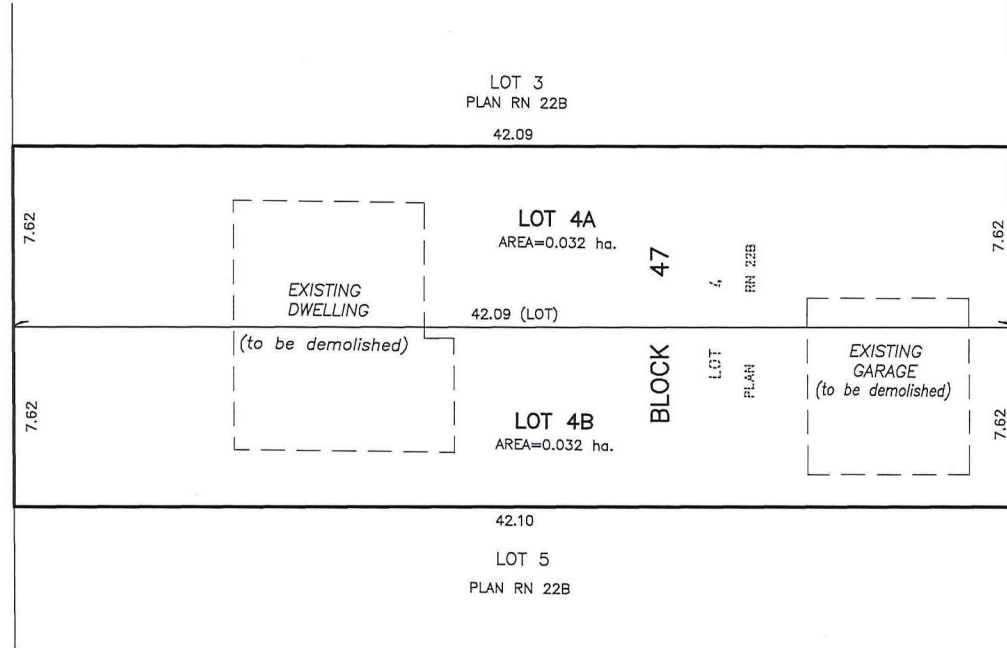 LOT 3
PLAN RN 22B
42.09
7.62
LOT 4A
AREA=0.032 ha.
7.62
EXISTING
DWELLING
(to be demolished)
42.09 (LOT)
BLOCK 47
LOT 4
PLAN RN 22B
EXISTING
GARAGE
(to be demolished)
7.62
LOT 4B
AREA=0.032 ha.
7.62
42.10
LOT 5
PLAN RN 22B